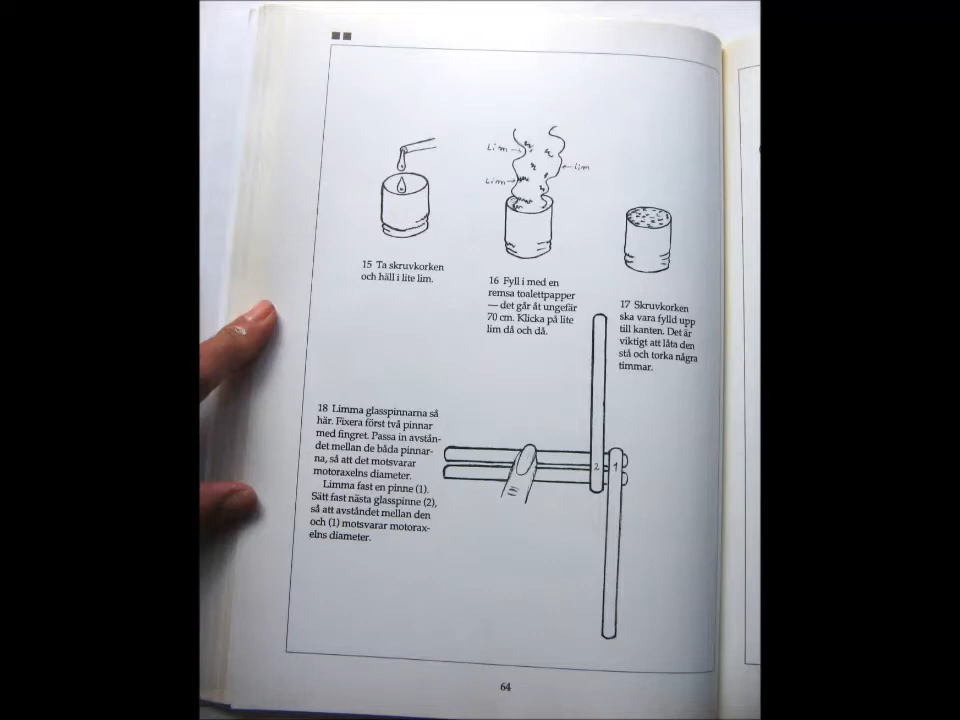 Lim
Lim
Lim
15 Ta skruvkorken
och häll i lite lim.
16 Fyll i med en
remsa toalettpapper
— det går åt ungefär
70 cm. Klicka på lite
lim då och då.
17 Skruvkorken
ska vara fylld upp
till kanten. Det är
viktigt att låta den
stå och torka några
timmar.
18 Limma glasspinnarna så
här. Fixera först två pinnar
med fingret. Passa in avstån-
det mellan de båda pinnar-
na, så att det motsvarar
motoraxelns diameter.
Limma fast en pinne (1).
Sätt fast nästa glasspinne (2),
så att avståndet mellan den
och (1) motsvarar motorax-
elns diameter.
2 1
64